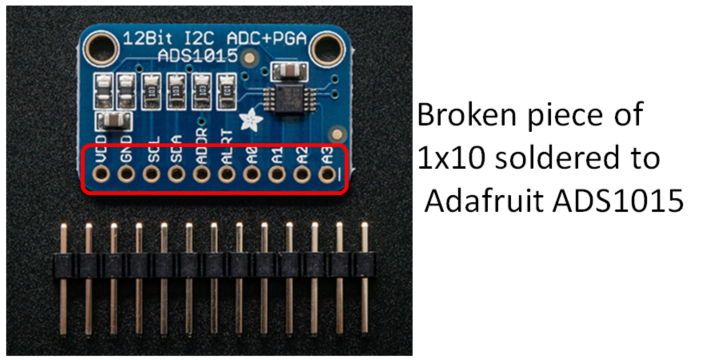 12Bit I2C ADC+PGA
ADS1015
VDD GND SCL SDA ADDR ALRT A0 A1 A2 A3
Broken piece of
1x10 soldered to
Adafruit ADS1015